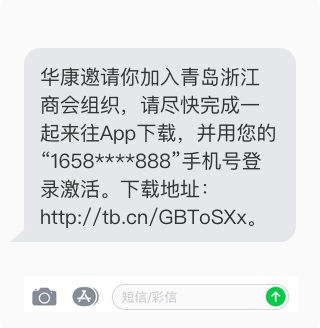 华康邀请你加入青岛浙江
商会组织，请尽快完成一
起来往App下载，并用您的
“1658****888”手机号登
录激活。下载地址：
http://tb.cn/GBToSXx。
短信/彩信